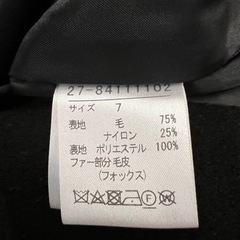 27-84111102
サイズ 7
表地 毛 75%
ナイロン 25%
裏地 ポリエステル 100%
ファー部分毛皮
(フォックス)